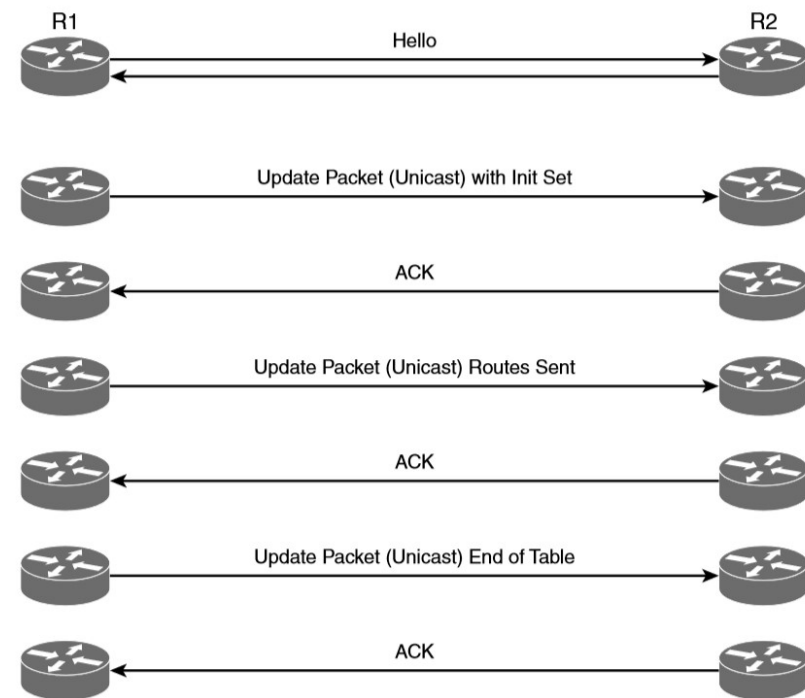 R1
R2
Hello
Update Packet (Unicast) with Init Set
ACK
Update Packet (Unicast) Routes Sent
ACK
Update Packet (Unicast) End of Table
ACK